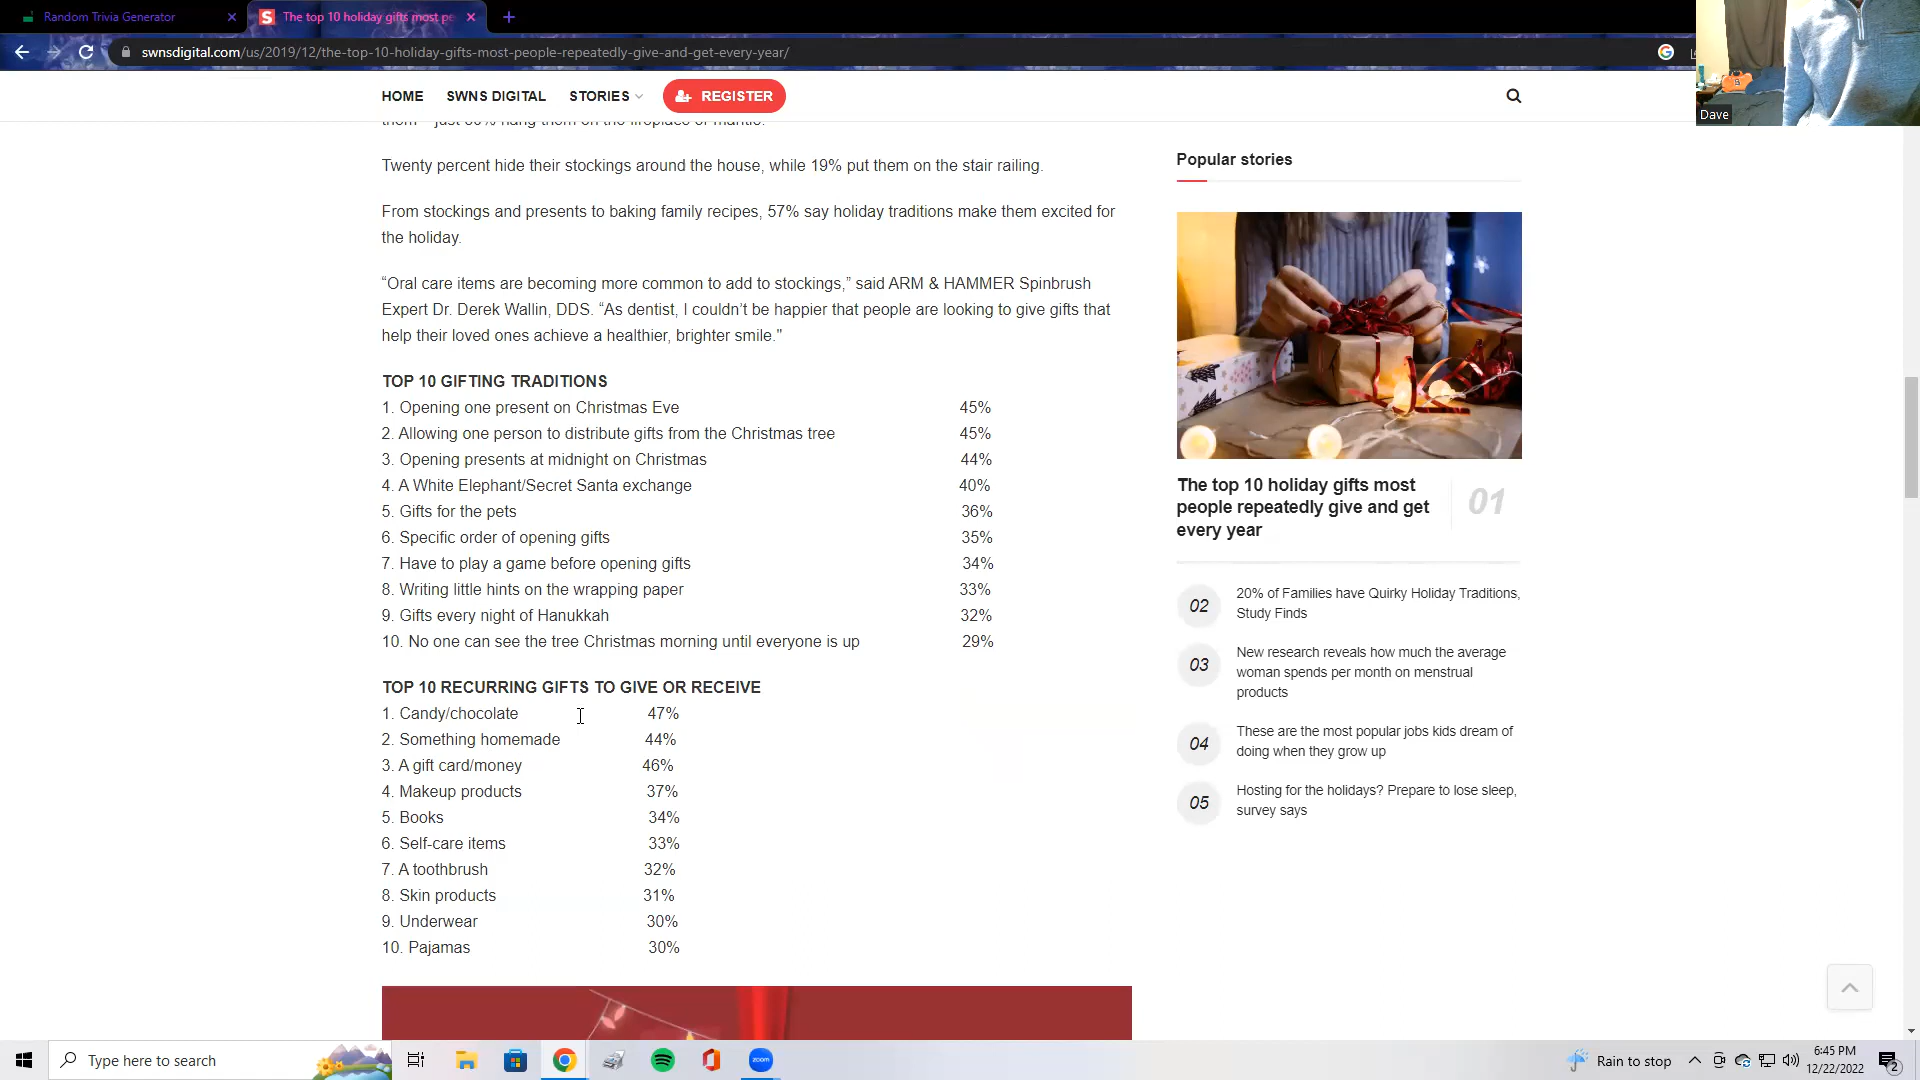 Random Trivia Generator
The top 10 holiday gifts most pe
swnsdigital.com/us/2019/12/the-top-10-holiday-gifts-most-people-repeatedly-give-and-get-every-year/
Dave
HOME SWNS DIGITAL STORIES REGISTER
Twenty percent hide their stockings around the house, while 19% put them on the stair railing.
From stockings and presents to baking family recipes, 57% say holiday traditions make them excited for
the holiday.
“Oral care items are becoming more common to add to stockings,” said ARM & HAMMER Spinbrush
Expert Dr. Derek Wallin, DDS. “As dentist, I couldn’t be happier that people are looking to give gifts that
help their loved ones achieve a healthier, brighter smile."
TOP 10 GIFTING TRADITIONS
1. Opening one present on Christmas Eve 45%
2. Allowing one person to distribute gifts from the Christmas tree 45%
3. Opening presents at midnight on Christmas 44%
4. A White Elephant/Secret Santa exchange 40%
5. Gifts for the pets 36%
6. Specific order of opening gifts 35%
7. Have to play a game before opening gifts 34%
8. Writing little hints on the wrapping paper 33%
9. Gifts every night of Hanukkah 32%
10. No one can see the tree Christmas morning until everyone is up 29%
TOP 10 RECURRING GIFTS TO GIVE OR RECEIVE
1. Candy/chocolate 47%
2. Something homemade 44%
3. A gift card/money 46%
4. Makeup products 37%
5. Books 34%
6. Self-care items 33%
7. A toothbrush 32%
8. Skin products 31%
9. Underwear 30%
10. Pajamas 30%
Popular stories
The top 10 holiday gifts most
people repeatedly give and get
every year
01
02
20% of Families have Quirky Holiday Traditions,
Study Finds
03
New research reveals how much the average
woman spends per month on menstrual
products
04
These are the most popular jobs kids dream of
doing when they grow up
05
Hosting for the holidays? Prepare to lose sleep,
survey says
Type here to search
zoom
Rain to stop
6:45 PM
12/22/2022
2